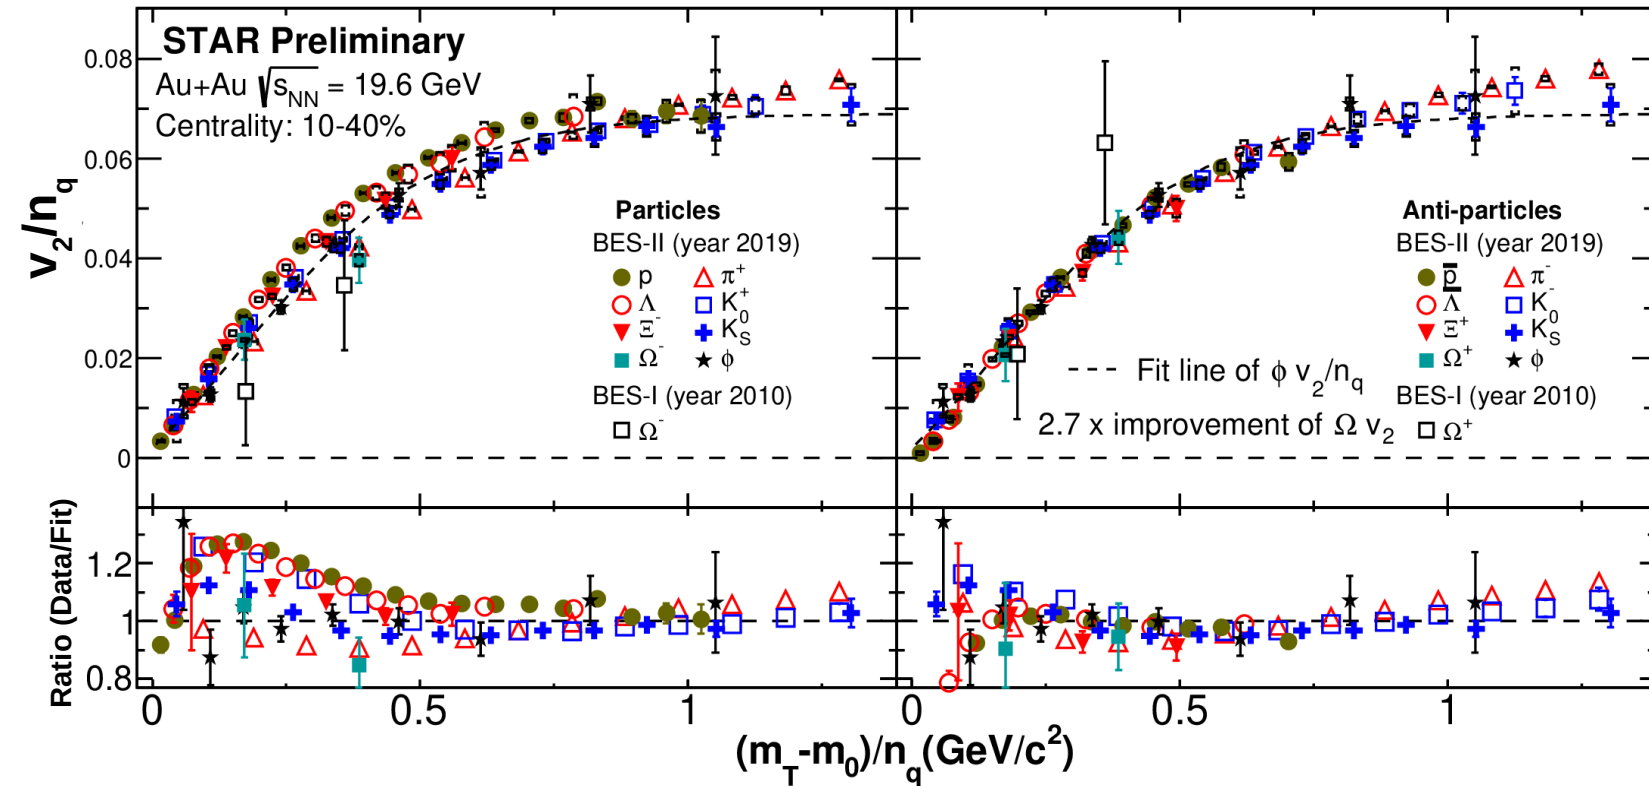 STAR Preliminary
Au+Au √sNN = 19.6 GeV
Centrality: 10-40%
v2/nq
0.08
0.06
0.04
0.02
0
Particles
BES-II (year 2019)
p π+
Λ K+
Ξ- K0S
Ω- ϕ
BES-I (year 2010)
Ω-
Anti-particles
BES-II (year 2019)
p̅ π-
Λ̅ K-
Ξ+ K0S
Ω+ ϕ
BES-I (year 2010)
Ω+
Fit line of ϕ v2/nq
2.7 x improvement of Ω v2
Ratio (Data/Fit)
1.2
1
0.8
0 0.5 1 0 0.5 1
(mT-m0)/nq(GeV/c2)